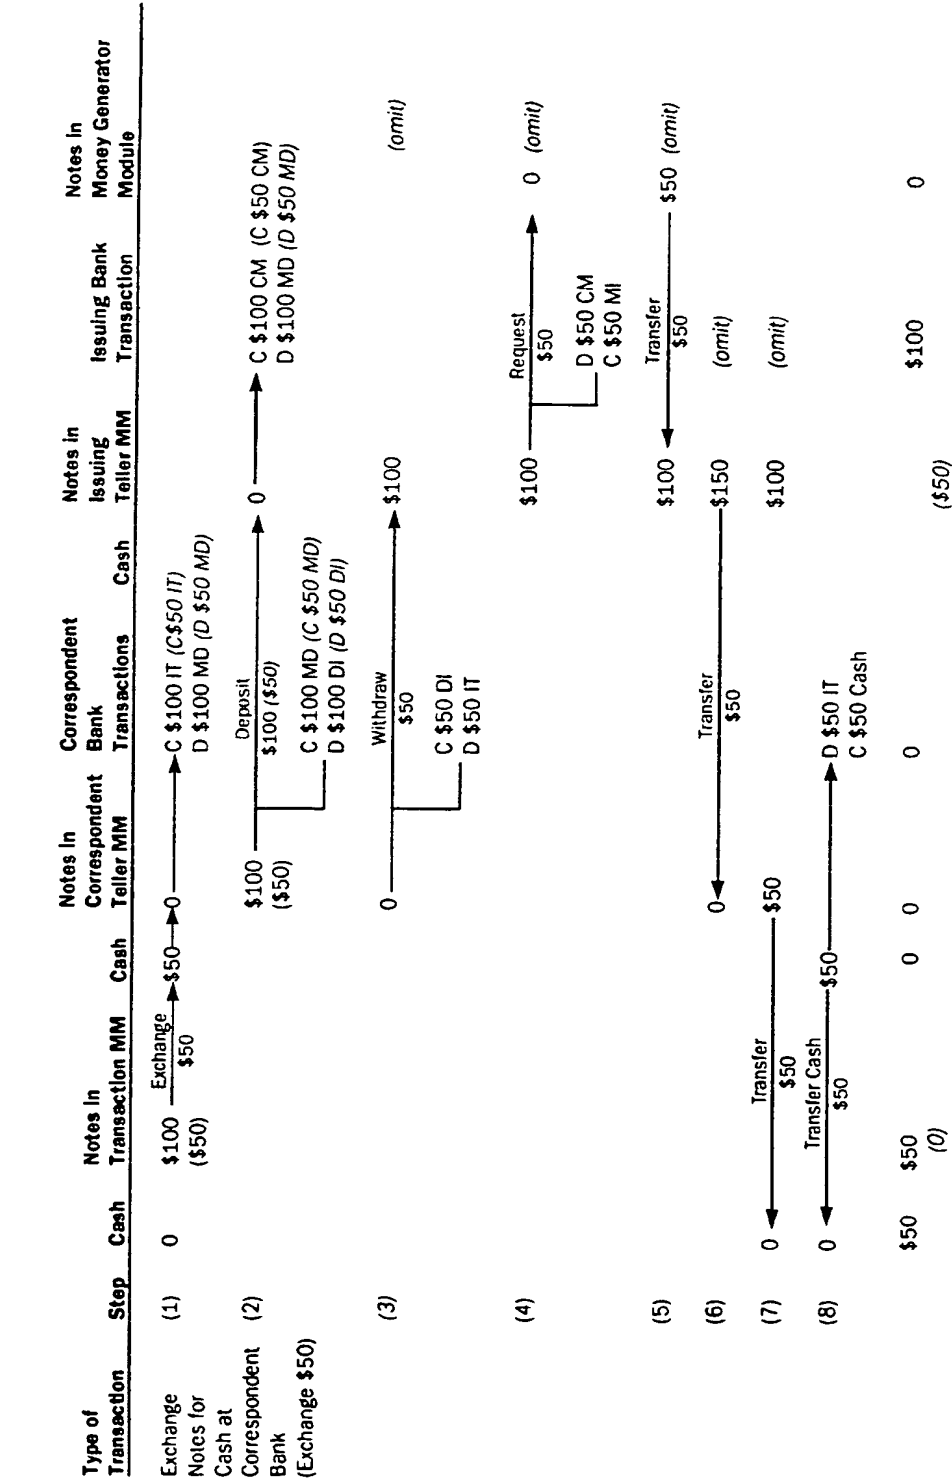 Type of
Transaction
Step
Cash
Notes In
Transaction MM
Cash
Notes In
Correspondent
Teller MM
Correspondent
Bank
Transactions
Cash
Notes In
Issuing
Teller MM
Issuing Bank
Transaction
Notes In
Money Generator
Module
Exchange
Notes for
Cash at
Correspondent
Bank
(Exchange $50)
(1)
0
$100
($50)
Exchange
$50
$50
0
C $100 IT (C$50 IT)
D $100 MD (D $50 MD)
(2)
$100
($50)
Deposit
$100 ($50)
C $100 MD (C $50 MD)
D $100 DI (D $50 DI)
0
C $100 CM (C $50 CM)
D $100 MD (D $50 MD)
(3)
0
Withdraw
$50
C $50 DI
D $50 IT
$100
(omit)
(4)
$100
Request
$50
D $50 CM
C $50 MI
0 (omit)
(5)
$100
Transfer
$50
$50 (omit)
(6)
0
Transfer
$50
$150
(omit)
(7)
0
Transfer
$50
$50
$100
(omit)
(8)
0
Transfer Cash
$50
$50
D $50 IT
C $50 Cash
$50
$50
(0)
0
0
0
($50)
$100
0